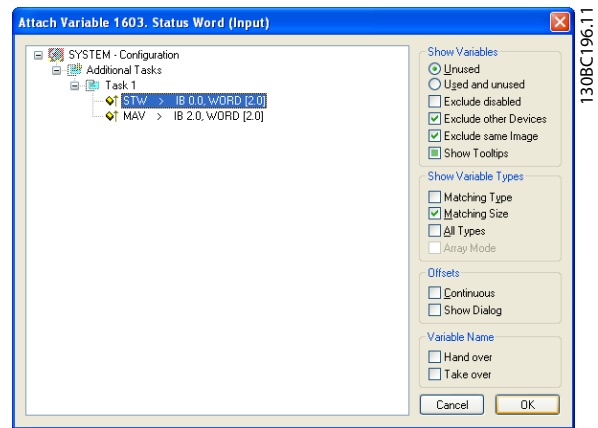 Attach Variable 1603. Status Word (Input)
SYSTEM - Configuration
Additional Tasks
Task 1
STW > IB 0.0, WORD [2.0]
MAV > IB 2.0, WORD [2.0]
Show Variables
Unused
Used and unused
Exclude disabled
Exclude other Devices
Exclude same Image
Show Tooltips
Show Variable Types
Matching Type
Matching Size
All Types
Array Mode
Offsets
Continuous
Show Dialog
Variable Name
Hand over
Take over
Cancel
OK
130BC196.11